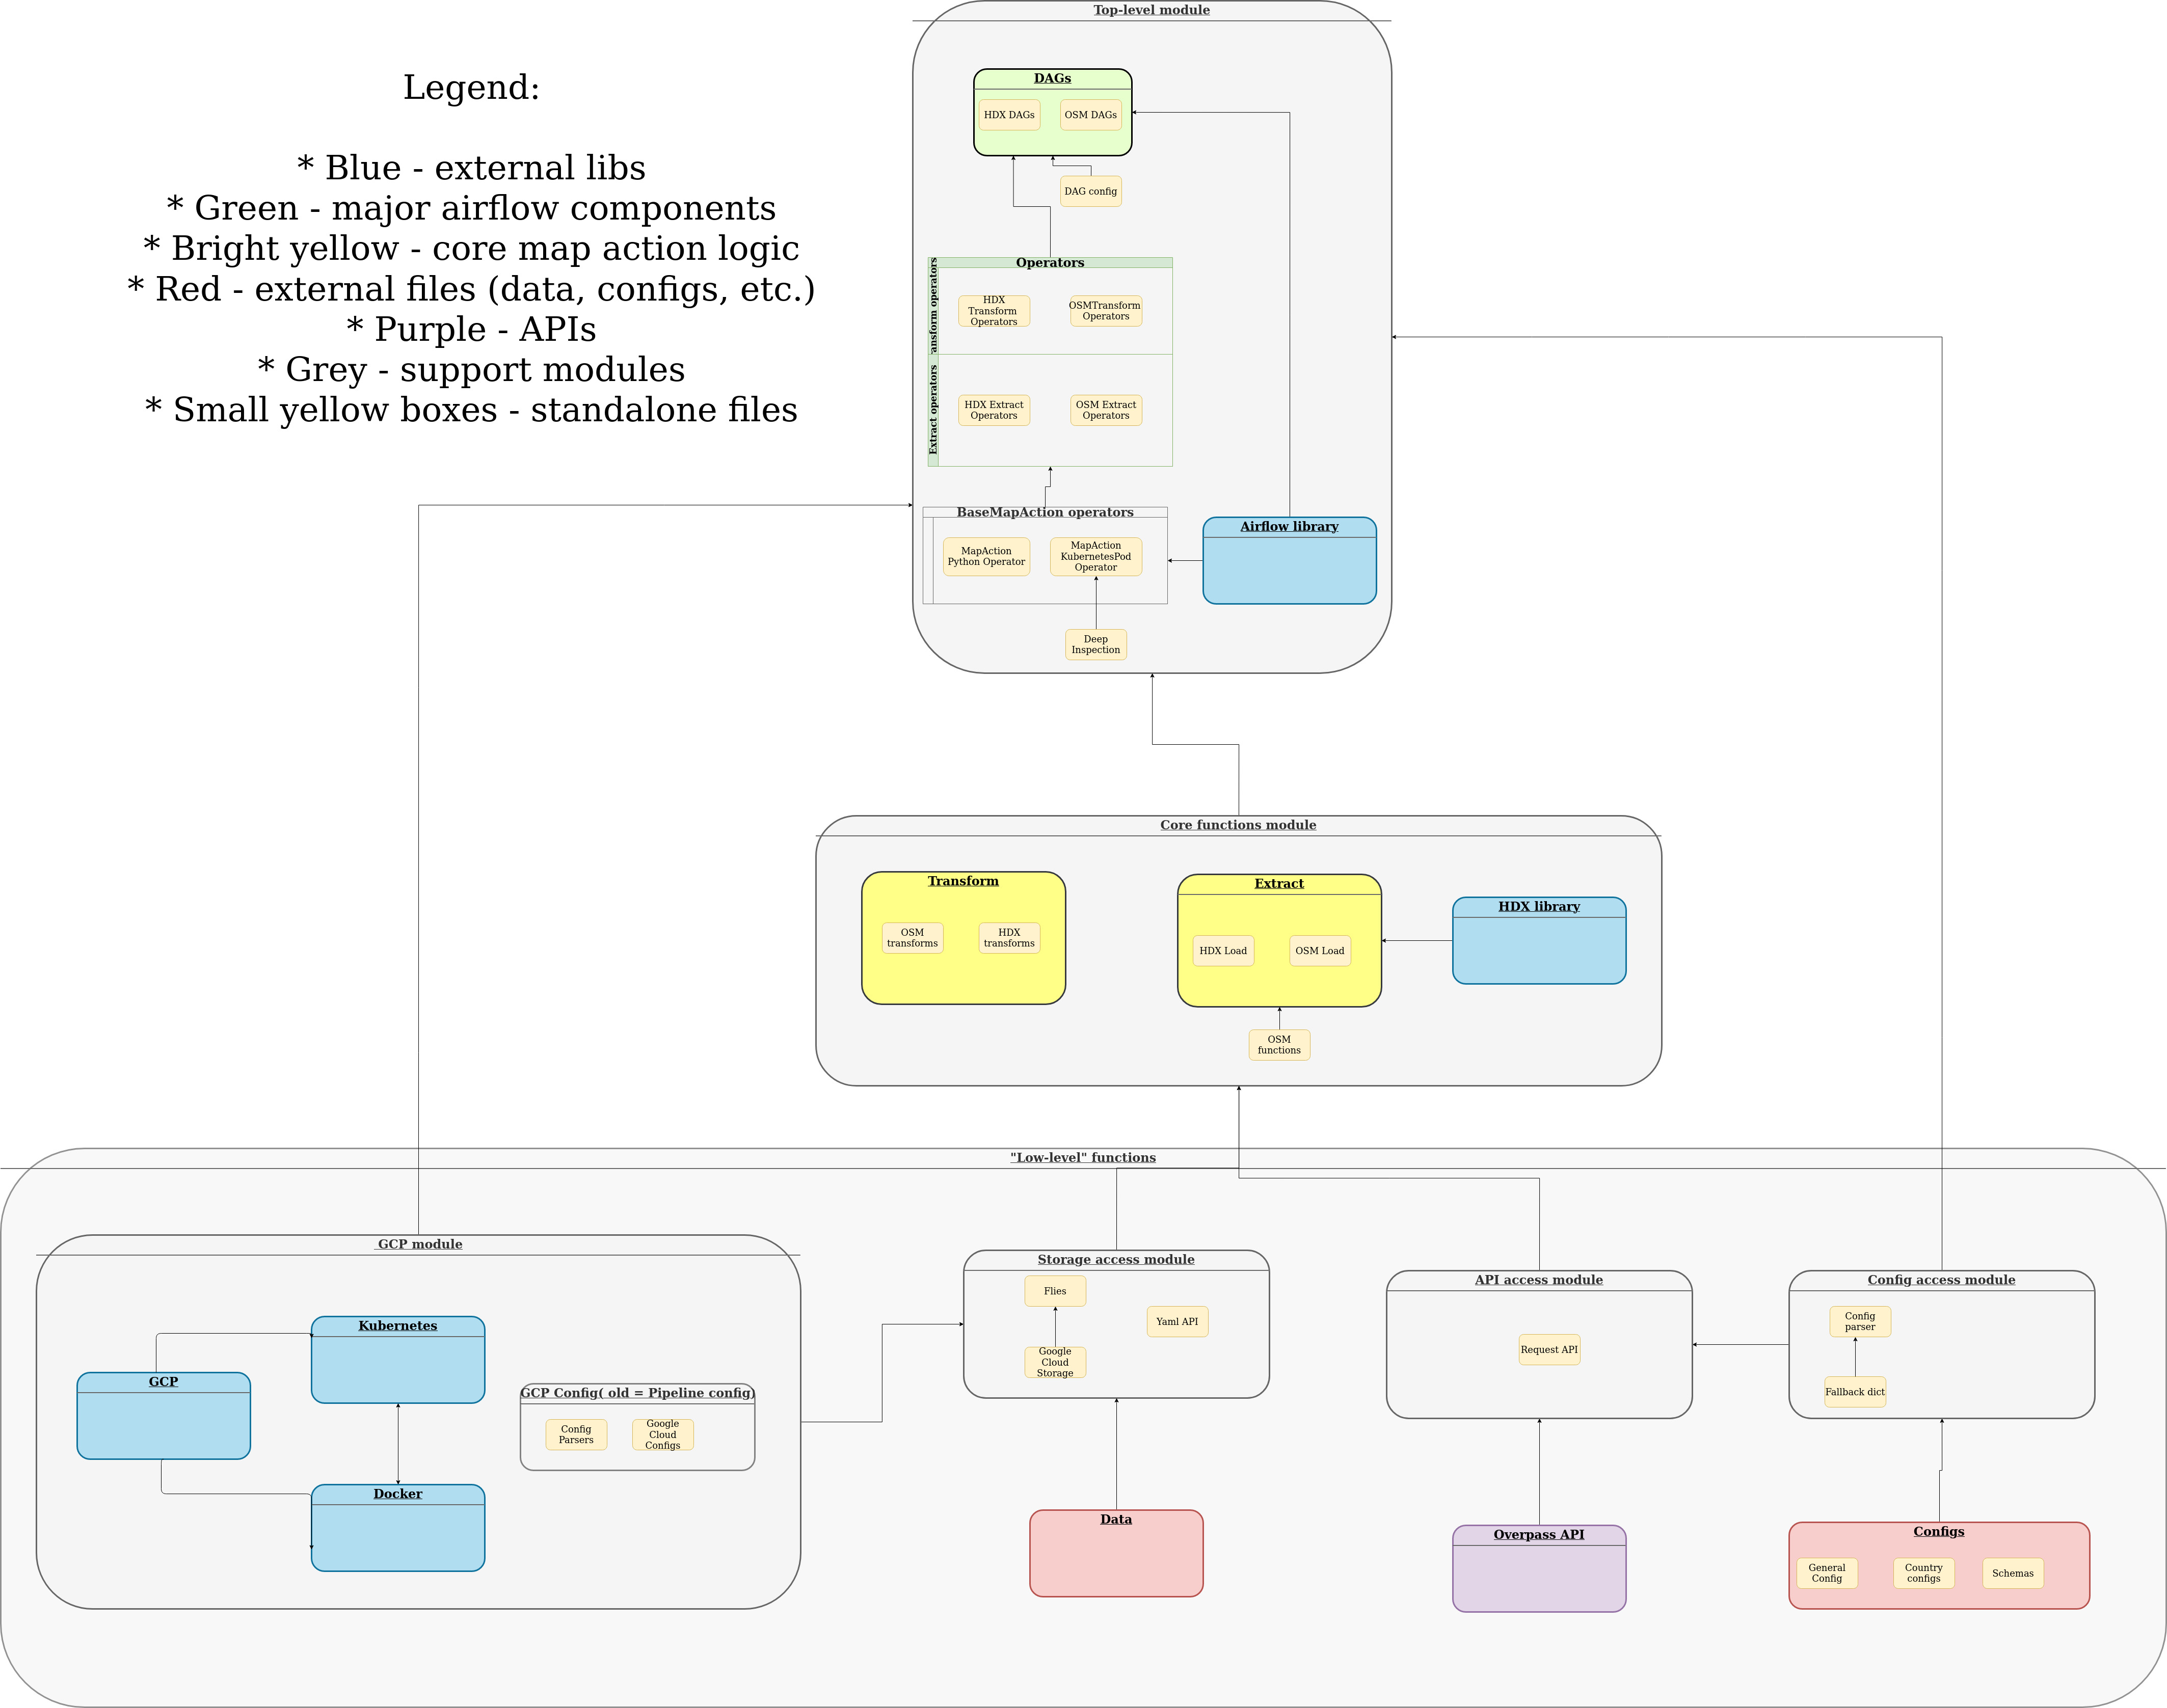 Top-level module
Legend:
* Blue - external libs
* Green - major airflow components
* Bright yellow - core map action logic
* Red - external files (data, configs, etc.)
* Purple - APIs
* Grey - support modules
* Small yellow boxes - standalone files
DAGs
HDX DAGs
OSM DAGs
DAG config
Operators
ansform operators
HDX
Transform
Operators
OSMTransform
Operators
Extract operators
HDX Extract
Operators
OSM Extract
Operators
BaseMapAction operators
MapAction
Python Operator
MapAction
KubernetesPod
Operator
Airflow library
Deep
Inspection
Core functions module
Transform
OSM
transforms
HDX
transforms
Extract
HDX Load
OSM Load
HDX library
OSM
functions
"Low-level" functions
GCP module
Kubernetes
GCP
Docker
GCP Config( old = Pipeline config)
Config
Parsers
Google
Cloud
Configs
Storage access module
Flies
Yaml API
Google
Cloud
Storage
API access module
Request API
Config access module
Config
parser
Fallback dict
Data
Overpass API
Configs
General
Config
Country
configs
Schemas